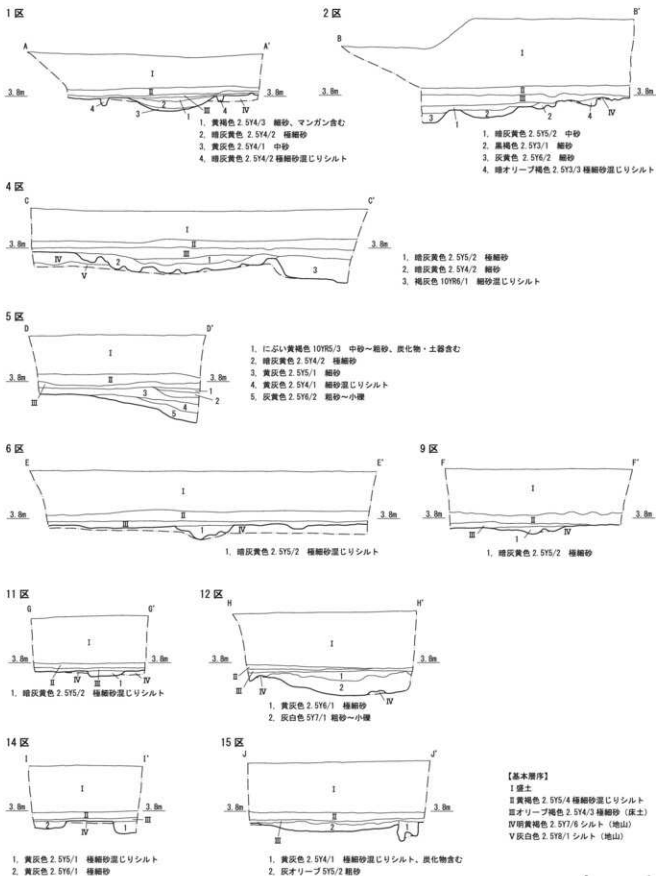 1区
A
A'
I
II
III
IV
3.8m
3.8m
4
3
2
1
4
1. 黄褐色 2.5Y4/3 細砂、マンガン含む
2. 暗灰黄色 2.5Y4/2 極細砂
3. 黄灰色 2.5Y4/1 中砂
4. 暗灰黄色 2.5Y4/2 極細砂混じりシルト
2区
B
B'
I
II
III
IV
3.8m
3.8m
3
1
2
2
4
1. 暗灰黄色 2.5Y5/2 中砂
2. 黒褐色 2.5Y3/1 細砂
3. 灰黄色 2.5Y6/2 細砂
4. 暗オリーブ褐色 2.5Y3/3 極細砂混じりシルト
4区
C
C'
I
II
III
3.8m
3.8m
IV
V
2
1
3
1. 暗灰黄色 2.5Y5/2 極細砂
2. 暗灰黄色 2.5Y4/2 細砂
3. 褐灰色 10YR6/1 細砂混じりシルト
5区
D
D'
I
II
III
3.8m
3.8m
3
1
2
4
5
1. にぶい黄褐色 10YR5/3 中砂～粗砂、炭化物・土器含む
2. 暗灰黄色 2.5Y4/2 極細砂
3. 黄灰色 2.5Y5/1 細砂
4. 黄灰色 2.5Y4/1 細砂混じりシルト
5. 灰黄色 2.5Y6/2 粗砂～小礫
6区
E
E'
I
II
III
IV
3.8m
3.8m
1
1. 暗灰黄色 2.5Y5/2 極細砂混じりシルト
9区
F
F'
I
II
III
IV
3.8m
3.8m
1
1. 暗灰黄色 2.5Y5/2 極細砂
11区
G
G'
I
3.8m
3.8m
II
IV
III
1
IV
1. 暗灰黄色 2.5Y5/2 極細砂混じりシルト
12区
H
H'
I
3.8m
3.8m
II
III
IV
1
2
IV
1. 黄灰色 2.5Y6/1 極細砂
2. 灰白色 5Y7/1 粗砂～小礫
14区
I
I'
I
II
III
IV
3.8m
3.8m
2
1
1. 黄灰色 2.5Y5/1 極細砂混じりシルト
2. 黄灰色 2.5Y6/1 極細砂
15区
J
J'
I
II
III
3.8m
3.8m
2
1
1. 黄灰色 2.5Y4/1 極細砂混じりシルト、炭化物含む
2. 灰オリーブ 5Y5/2 粗砂
【基本層序】
I 盛土
II 黄褐色 2.5Y5/4 極細砂混じりシルト
III オリーブ褐色 2.5Y4/3 極細砂（床土）
IV 明黄褐色 2.5Y7/6 シルト（地山）
V 灰白色 2.5Y8/1 シルト（地山）